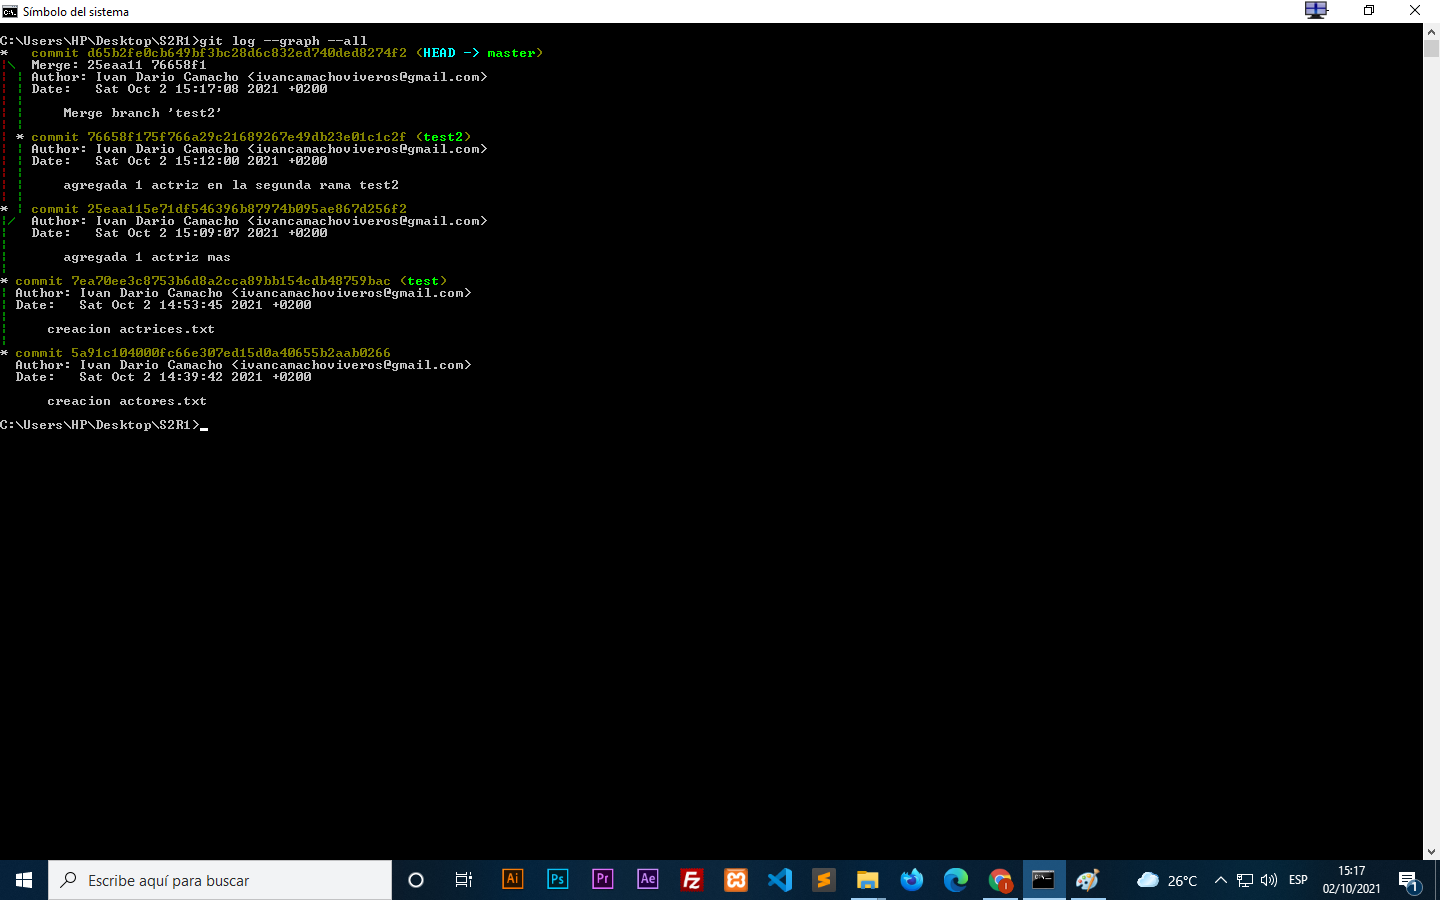 Símbolo del sistema
C:\Users\HP\Desktop\S2R1>git log --graph --all
*   commit d65b2fe0cb649bf3bc28d6c832ed740ded8274f2 (HEAD -> master)
|\  Merge: 25eaa11 76658f1
| | Author: Ivan Dario Camacho <ivancamachoviveros@gmail.com>
| | Date:   Sat Oct 2 15:17:08 2021 +0200
| |
| |     Merge branch 'test2'
| |
| * commit 76658f175f766a29c21689267e49db23e01c1c2f (test2)
| | Author: Ivan Dario Camacho <ivancamachoviveros@gmail.com>
| | Date:   Sat Oct 2 15:12:00 2021 +0200
| |
| |     agregada 1 actriz en la segunda rama test2
| |
* | commit 25eaa115e71df546396b87974b095ae867d256f2
|/  Author: Ivan Dario Camacho <ivancamachoviveros@gmail.com>
|   Date:   Sat Oct 2 15:09:07 2021 +0200
|
|       agregada 1 actriz mas
|
* commit 7ea70ee3c8753b6d8a2cca89bb154cdb48759bac (test)
| Author: Ivan Dario Camacho <ivancamachoviveros@gmail.com>
| Date:   Sat Oct 2 14:53:45 2021 +0200
|
|     creacion actrices.txt
|
* commit 5a91c104000fc66e307ed15d0a40655b2aab0266
  Author: Ivan Dario Camacho <ivancamachoviveros@gmail.com>
  Date:   Sat Oct 2 14:39:42 2021 +0200
      creacion actores.txt
C:\Users\HP\Desktop\S2R1>
Escribe aquí para buscar
Ai
Ps
Pr
Ae
Fz
26°C
ESP
15:17
02/10/2021
1